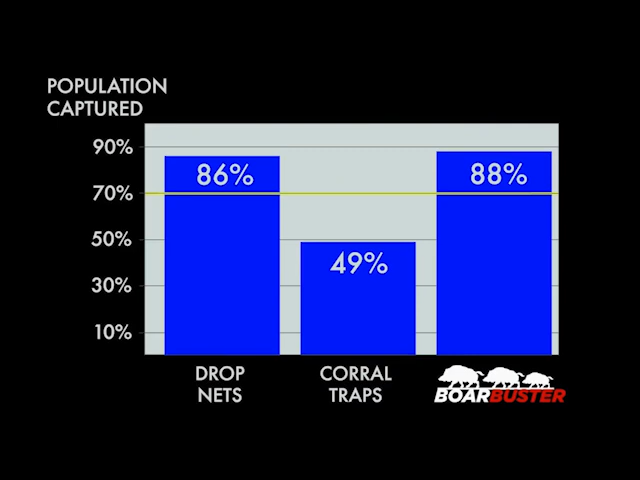 POPULATION
CAPTURED
90%
70%
50%
30%
10%
86%
49%
88%
DROP
NETS
CORRAL
TRAPS
BOARBUSTER